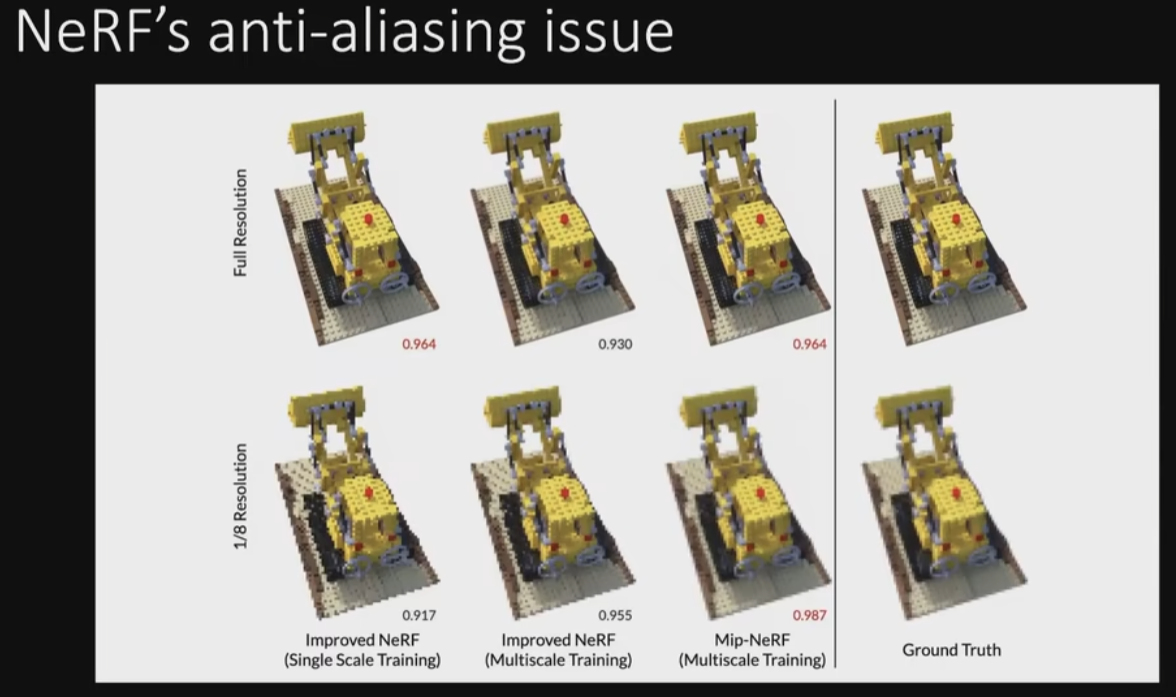 NeRF's anti-aliasing issue
Full Resolution
0.964
0.930
0.964
1/8 Resolution
0.917
0.955
0.987
Improved NeRF
(Single Scale Training)
Improved NeRF
(Multiscale Training)
Mip-NeRF
(Multiscale Training)
Ground Truth